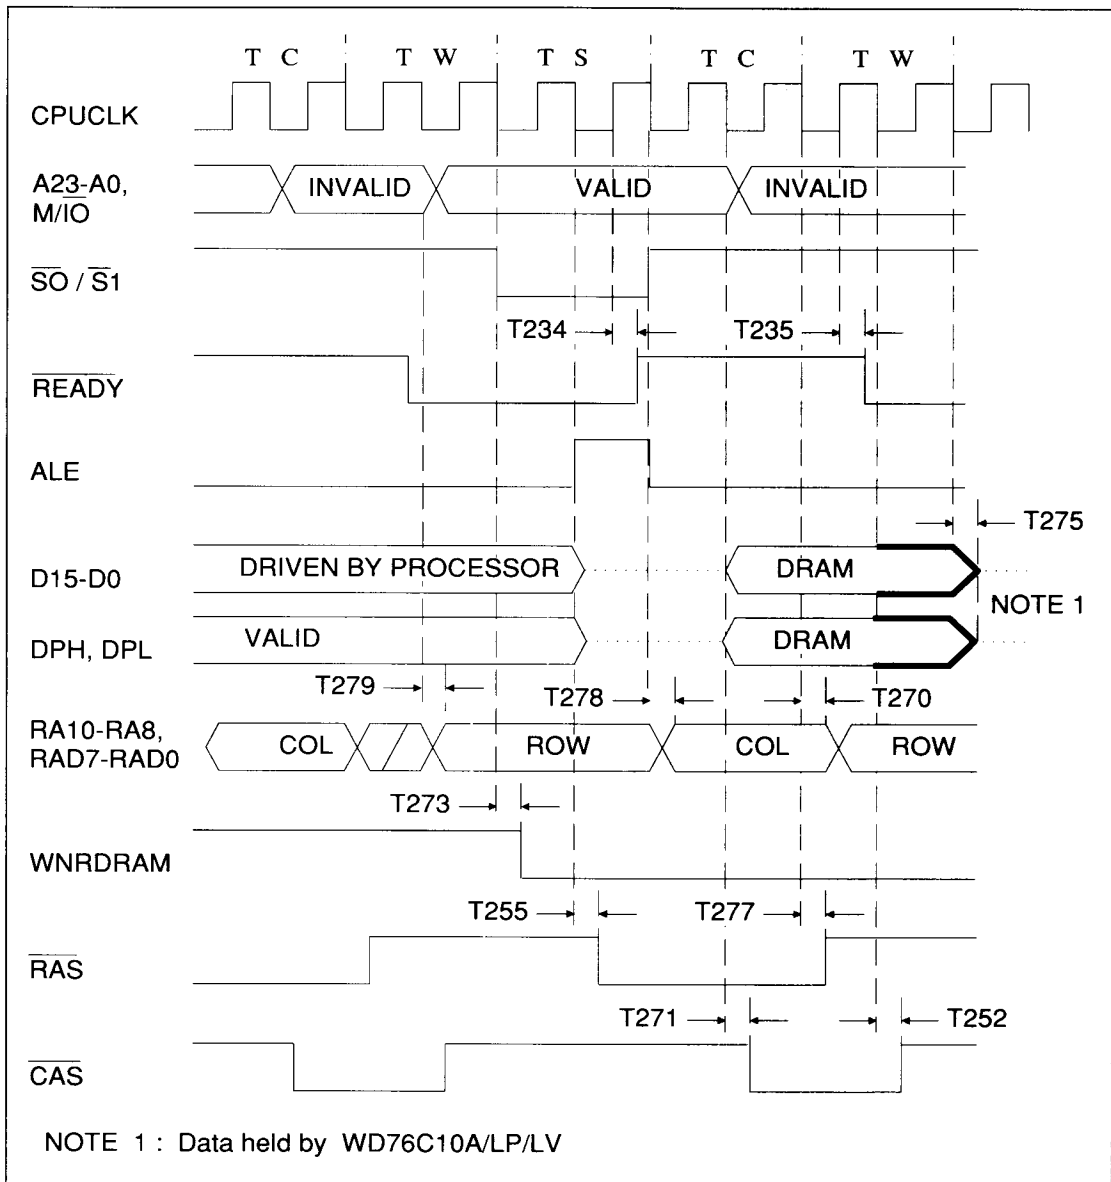 T C T W T S T C T W
CPUCLK
A23-A0,
M/IO
INVALID VALID INVALID
SO / S1
T234 T235
READY
ALE
T275
D15-D0
DRIVEN BY PROCESSOR DRAM
NOTE 1
DPH, DPL
VALID DRAM
T279 T278 T270
RA10-RA8,
RAD7-RAD0
COL ROW COL ROW
T273
WNRDRAM
T255 T277
RAS
T271 T252
CAS
NOTE 1 : Data held by WD76C10A/LP/LV